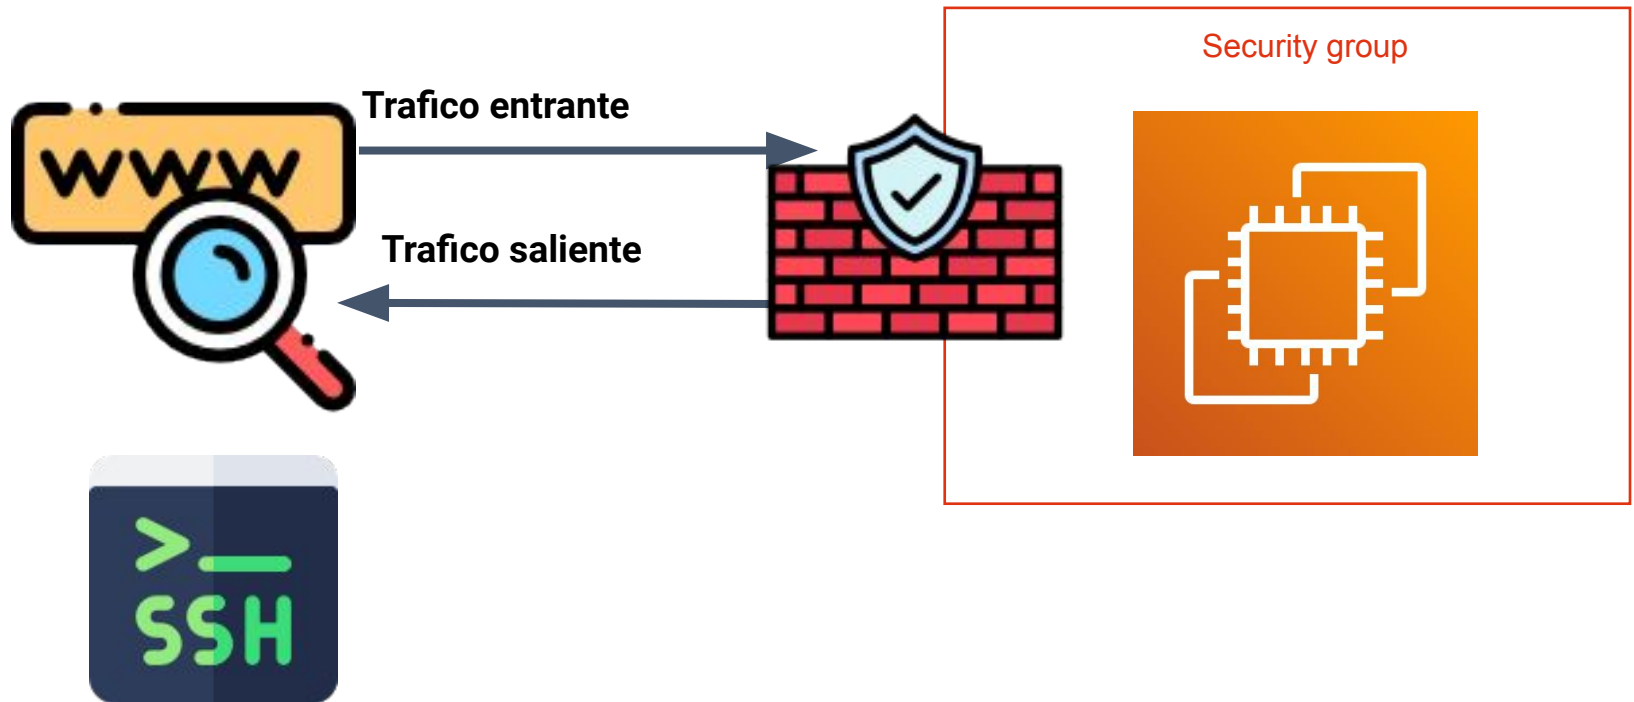 Security group
Trafico entrante
www
Trafico saliente
>_
SSH